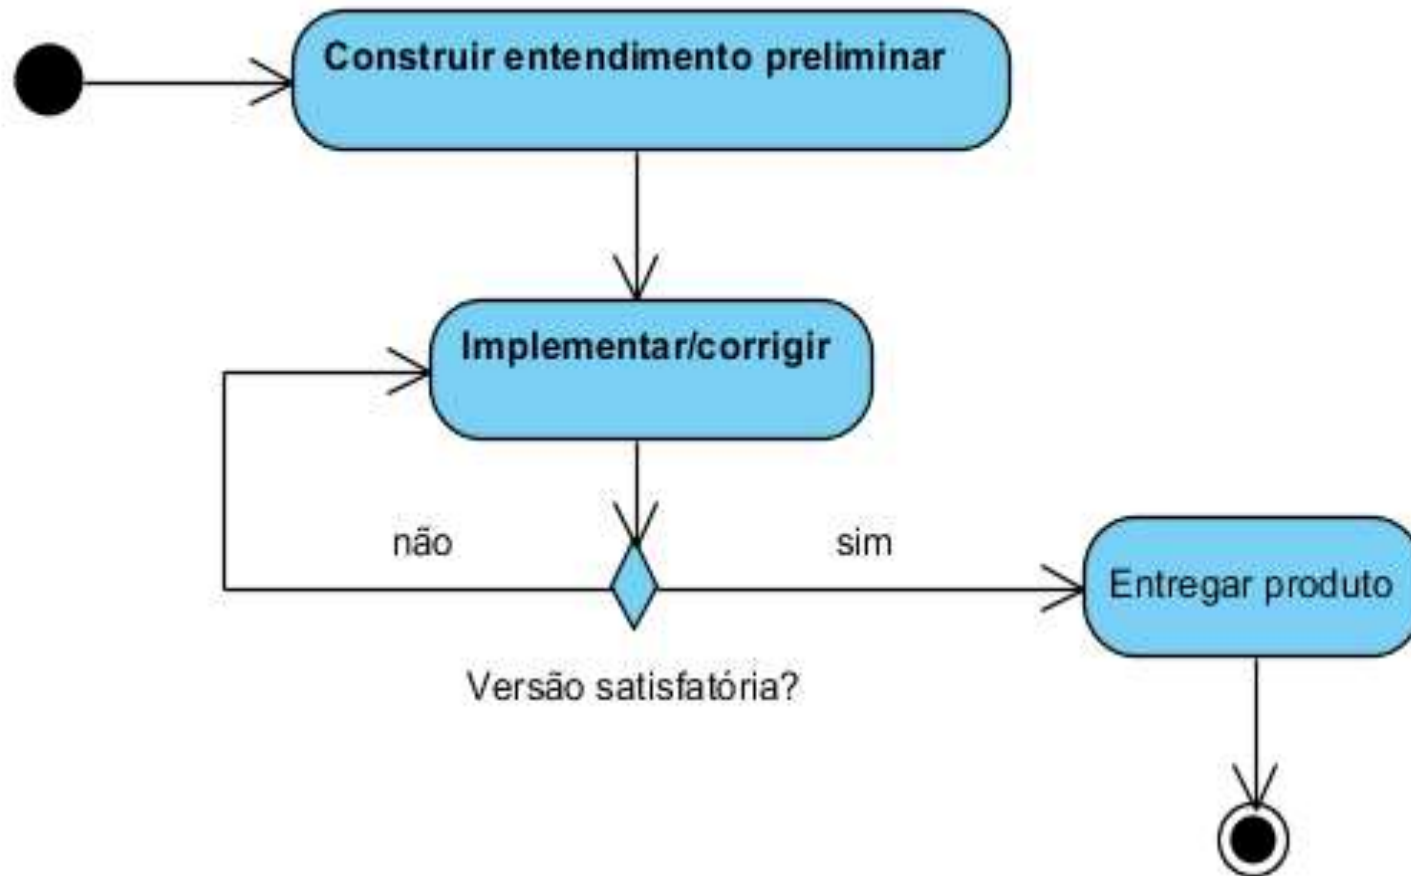 Construir entendimento preliminar
Implementar/corrigir
não
sim
Entregar produto
Versão satisfatória?